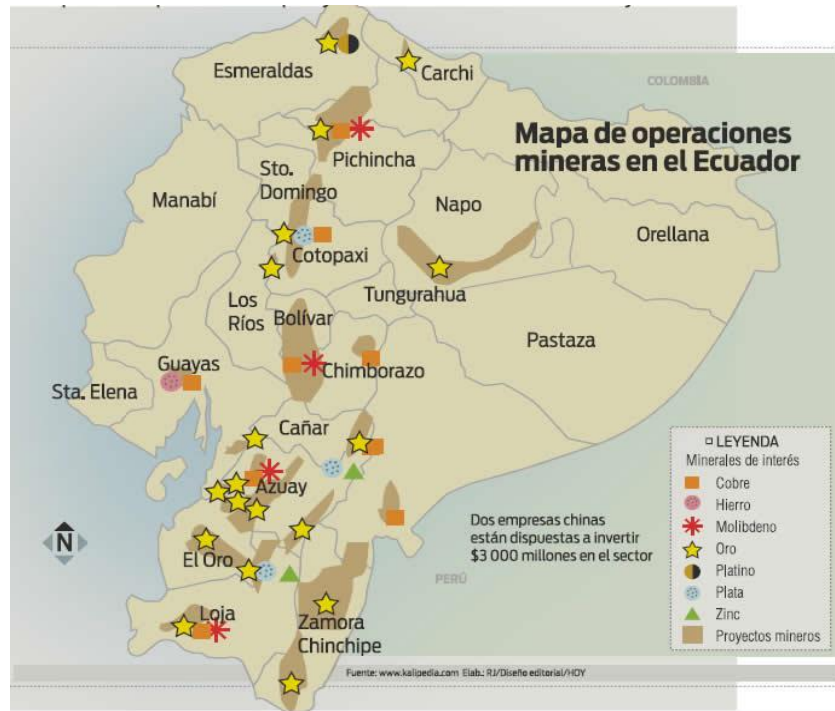 Esmeraldas
Carchi
COLOMBÍA
Mapa de operaciones
mineras en el Ecuador
Pichincha
Sto.
Domingo
Manabí
Napo
Orellana
Cotopaxi
Tungurahua
Los
Ríos
Bolívar
Pastaza
Guayas
Chimborazo
Sta. Elena
Cañar
Azuay
N
El Oro
Loja
Zamora
Chinchipe
PERÚ
Dos empresas chinas
están dispuestas a invertir
$3 000 millones en el sector
LEYENDA
Minerales de interés
Cobre
Hierro
Molibdeno
Oro
Platino
Plata
Zinc
Proyectos mineros
Fuente: www.kalipedia.com Elab.: RJ/Diseño editorial/HOY